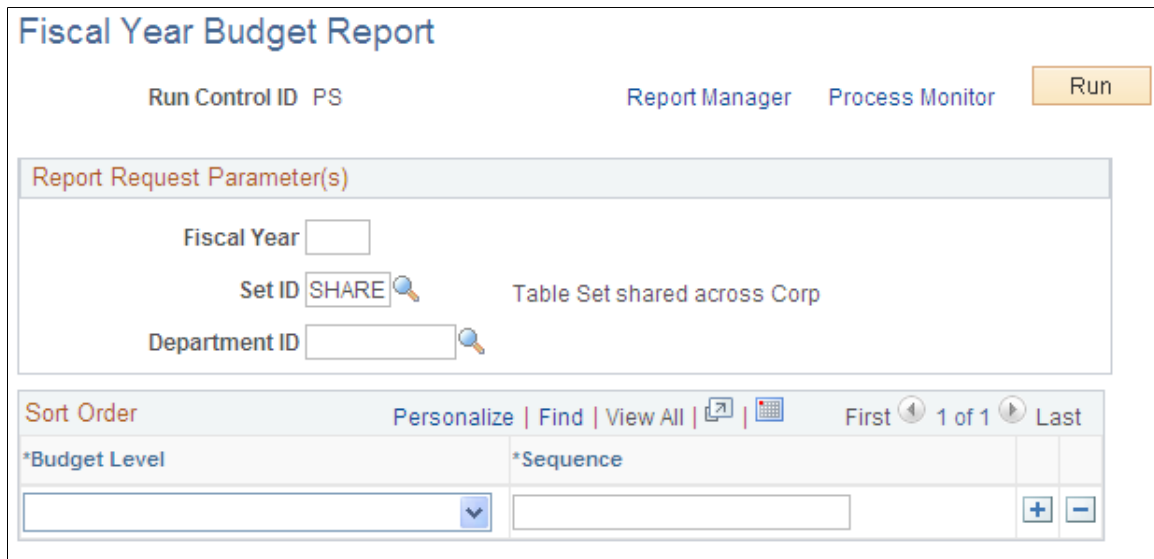 Fiscal Year Budget Report
Run Control ID PS Report Manager Process Monitor Run
Report Request Parameter(s)
Fiscal Year
Set ID SHARE Table Set shared across Corp
Department ID
Sort Order Personalize | Find | View All | | First 1 of 1 Last
*Budget Level *Sequence